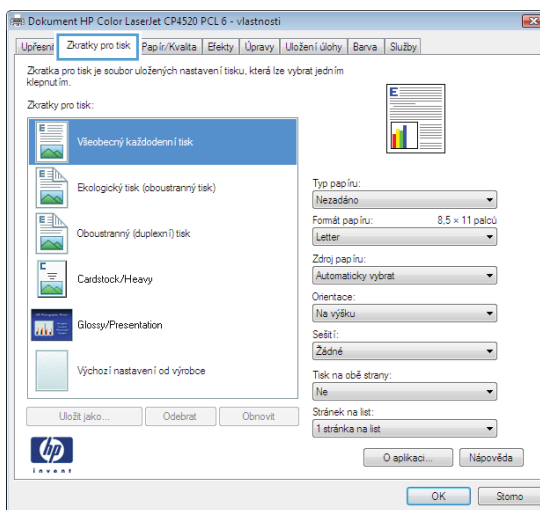 Dokument HP Color LaserJet CP4520 PCL 6 - vlastnosti
Upřesnit Zkratky pro tisk Papír/Kvalita Efekty Úpravy Uložení úlohy Barva Služby
Zkratka pro tisk je soubor uložených nastavení tisku, která lze vybrat jedním
klepnutím.
Zkratky pro tisk:
Všeobecný každodenní tisk
Ekologický tisk (oboustranný tisk)
Oboustranný (duplexní) tisk
Cardstock/Heavy
Glossy/Presentation
Výchozí nastavení od výrobce
Uložit jako... Odebrat Obnovit
Typ papíru:
Nezadáno
Formát papíru: 8,5 × 11 palců
Letter
Zdroj papíru:
Automaticky vybrat
Orientace:
Na výšku
Sešití:
Žádné
Tisk na obě strany:
Ne
Stránek na list:
1 stránka na list
hp
invent
O aplikaci... Nápověda
OK Storno